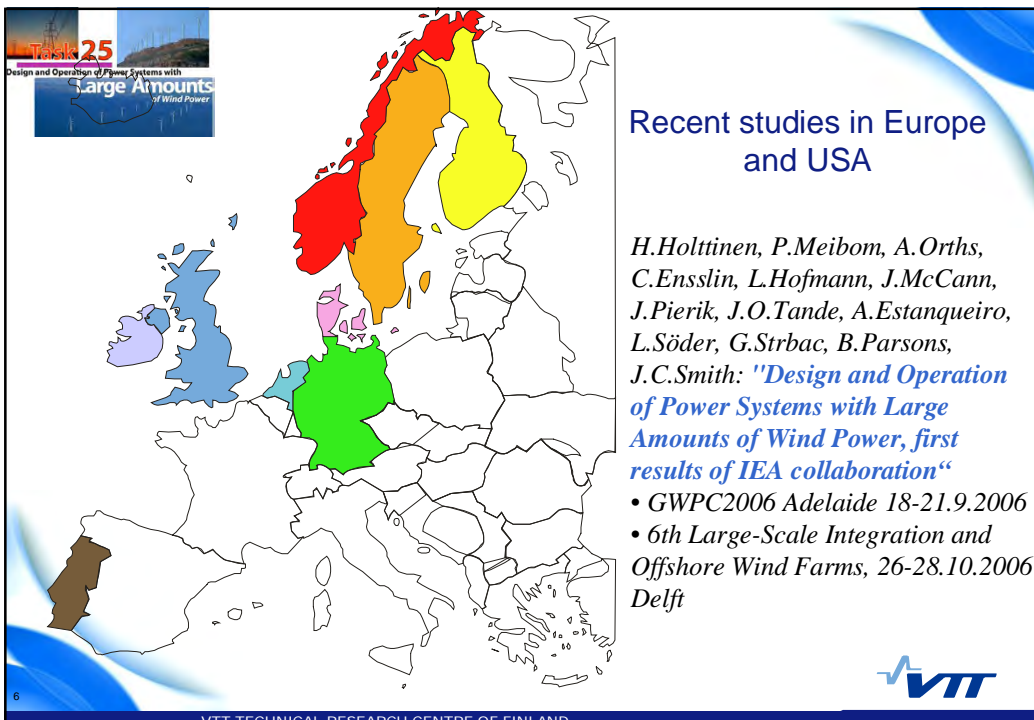 Task 25
Design and Operation of Power Systems with
Large Amounts
of Wind Power
Recent studies in Europe
and USA
H.Holttinen, P.Meibom, A.Orths,
C.Ensslin, L.Hofmann, J.McCann,
J.Pierik, J.O.Tande, A.Estanqueiro,
L.Söder, G.Strbac, B.Parsons,
J.C.Smith: "Design and Operation
of Power Systems with Large
Amounts of Wind Power, first
results of IEA collaboration“
• GWPC2006 Adelaide 18-21.9.2006
• 6th Large-Scale Integration and
Offshore Wind Farms, 26-28.10.2006
Delft
6
VTT
VTT TECHNICAL RESEARCH CENTRE OF FINLAND